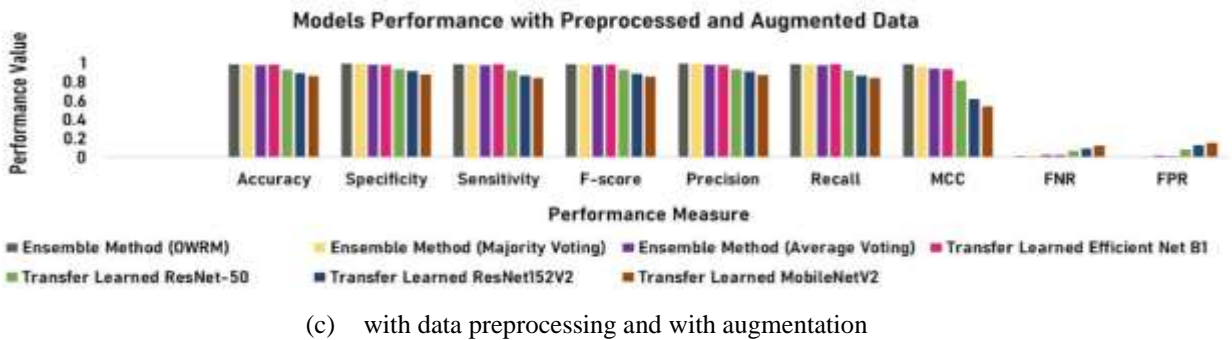 Models Performance with Preprocessed and Augmented Data
Performance Value
1
0.8
0.6
0.4
0.2
0
Accuracy Specificity Sensitivity F-score Precision Recall MCC FNR FPR
Performance Measure
Ensemble Method (OWRM) Ensemble Method (Majority Voting) Ensemble Method (Average Voting) Transfer Learned Efficient Net B1
Transfer Learned ResNet-50 Transfer Learned ResNet152V2 Transfer Learned MobileNetV2
(c) with data preprocessing and with augmentation